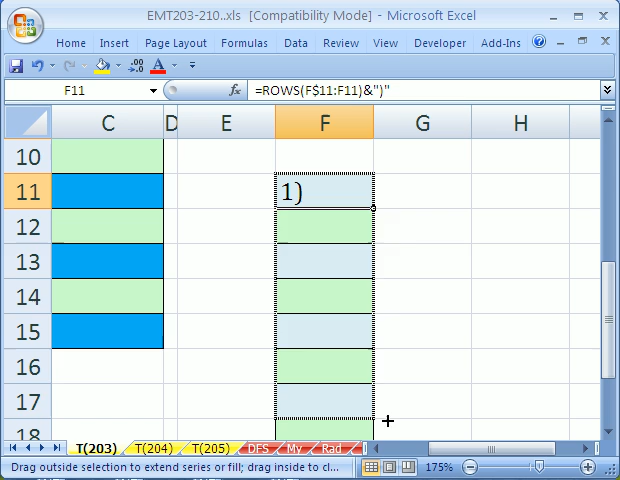 EMT203-210..xls [Compatibility Mode] - Microsoft Excel
Home Insert Page Layout Formulas Data Review View Developer Add-Ins
F11 fx =ROWS(F$11:F11)&")"
C D E F G H
10
11 1)
12
13
14
15
16
17
18
T(203) T(204) T(205) DFS My Rad
Drag outside selection to extend series or fill; drag inside to cl... 175%